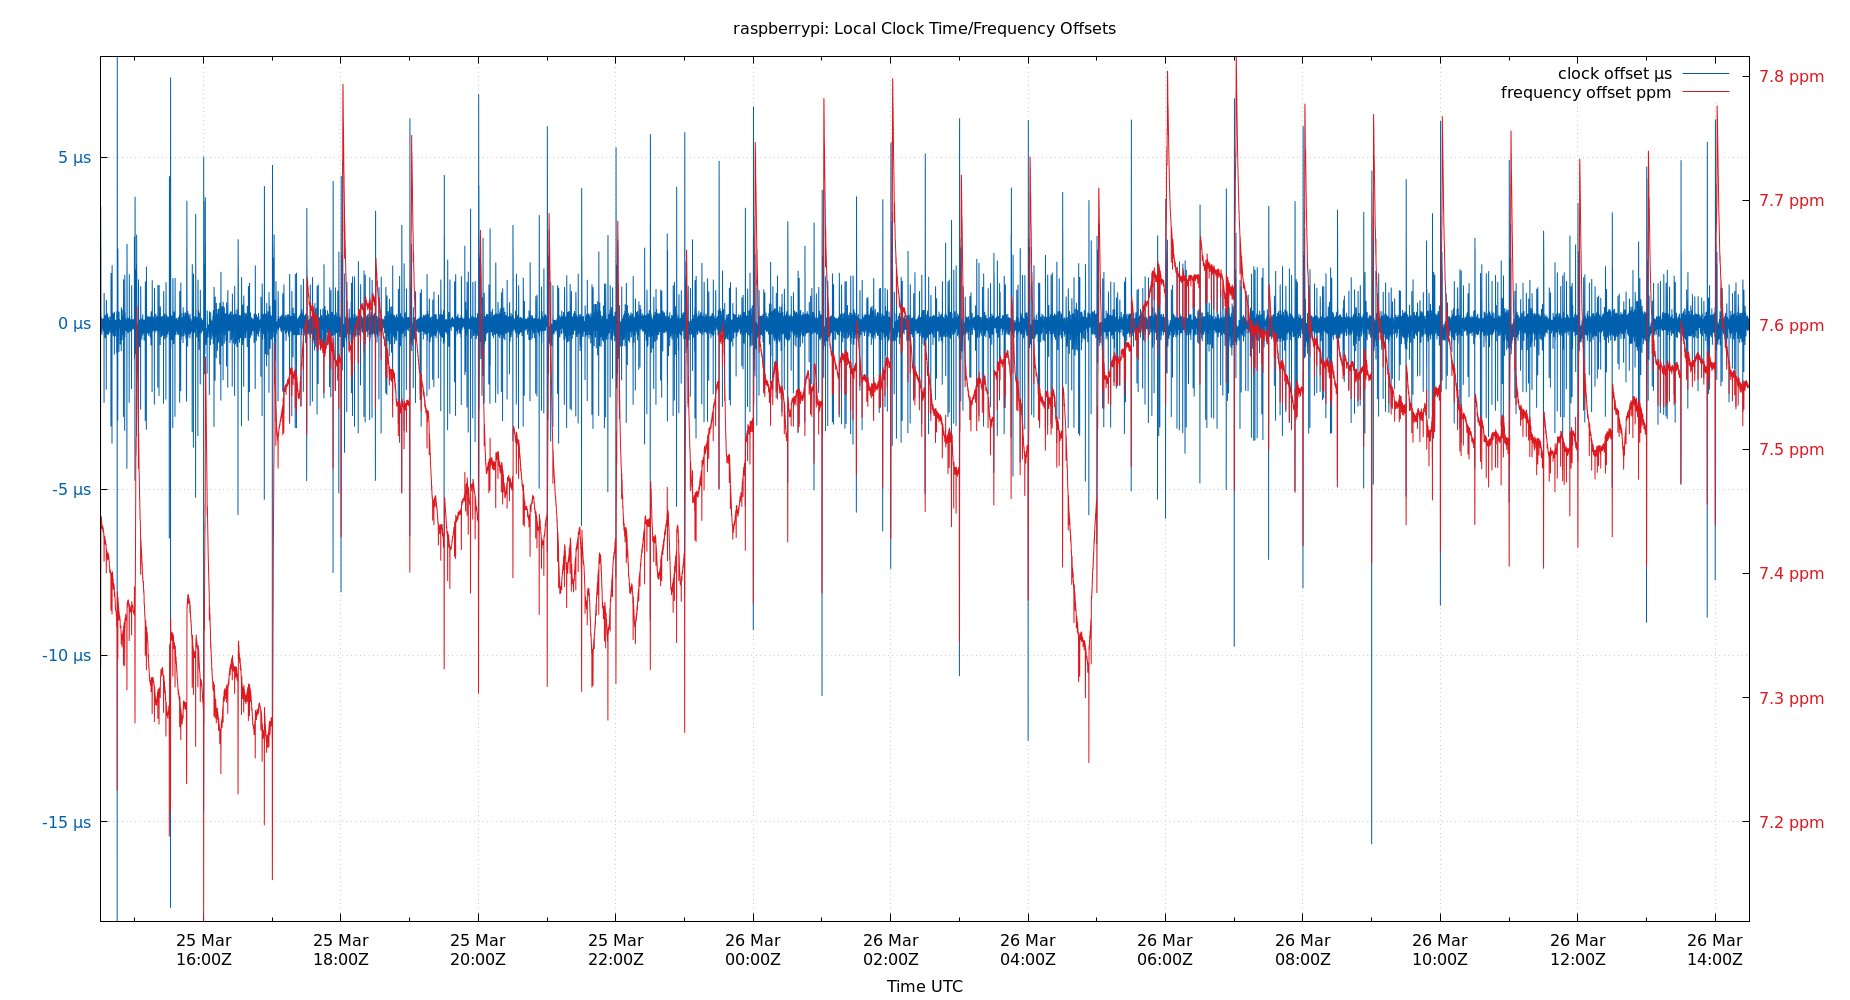 raspberrypi: Local Clock Time/Frequency Offsets
clock offset µs
frequency offset ppm
5 µs
0 µs
-5 µs
-10 µs
-15 µs
7.8 ppm
7.7 ppm
7.6 ppm
7.5 ppm
7.4 ppm
7.3 ppm
7.2 ppm
25 Mar 25 Mar 25 Mar 25 Mar 26 Mar 26 Mar 26 Mar 26 Mar 26 Mar 26 Mar 26 Mar 26 Mar
16:00Z 18:00Z 20:00Z 22:00Z 00:00Z 02:00Z 04:00Z 06:00Z 08:00Z 10:00Z 12:00Z 14:00Z
Time UTC